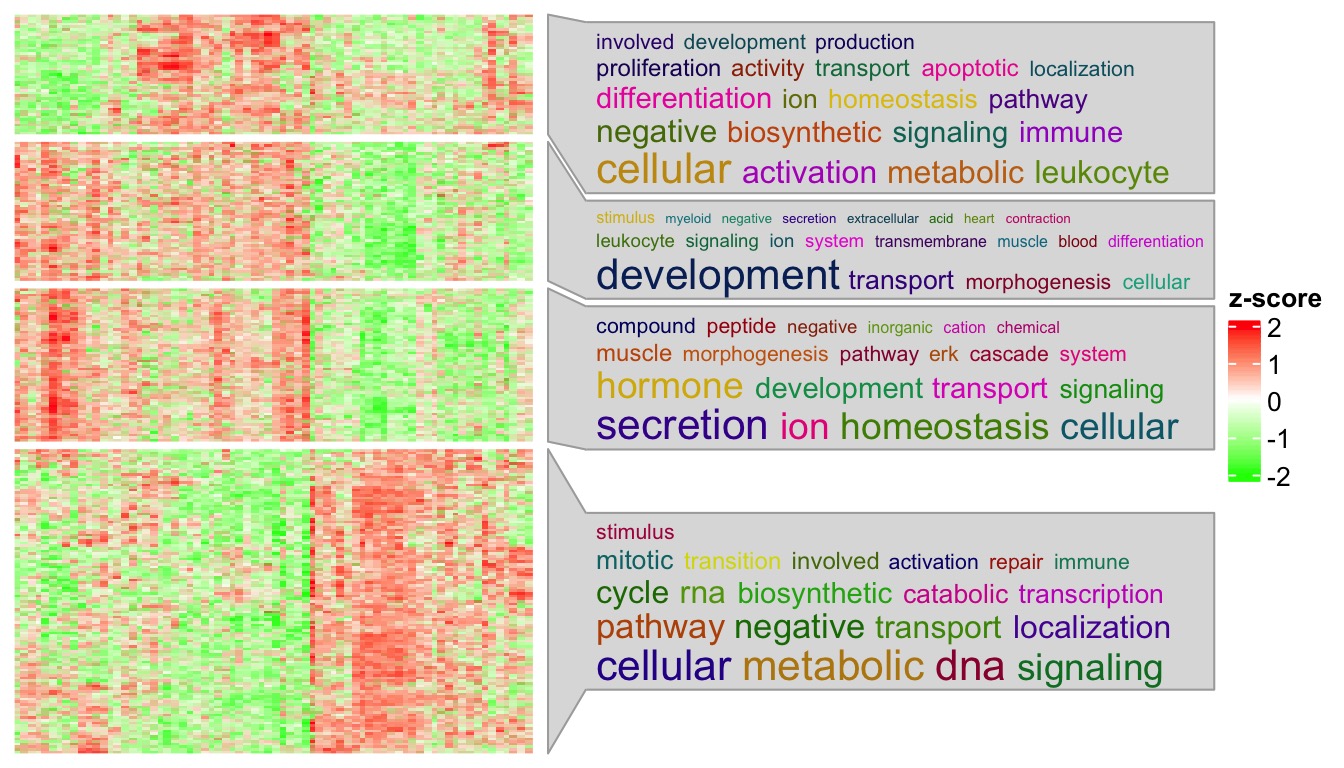 involved development production
proliferation activity transport apoptotic localization
differentiation ion homeostasis pathway
negative biosynthetic signaling immune
cellular activation metabolic leukocyte
stimulus myeloid negative secretion extracellular acid heart contraction
leukocyte signaling ion system transmembrane muscle blood differentiation
development transport morphogenesis cellular
compound peptide negative inorganic cation chemical
muscle morphogenesis pathway erk cascade system
hormone development transport signaling
secretion ion homeostasis cellular
stimulus
mitotic transition involved activation repair immune
cycle rna biosynthetic catabolic transcription
pathway negative transport localization
cellular metabolic dna signaling
z-score
2
1
0
-1
-2